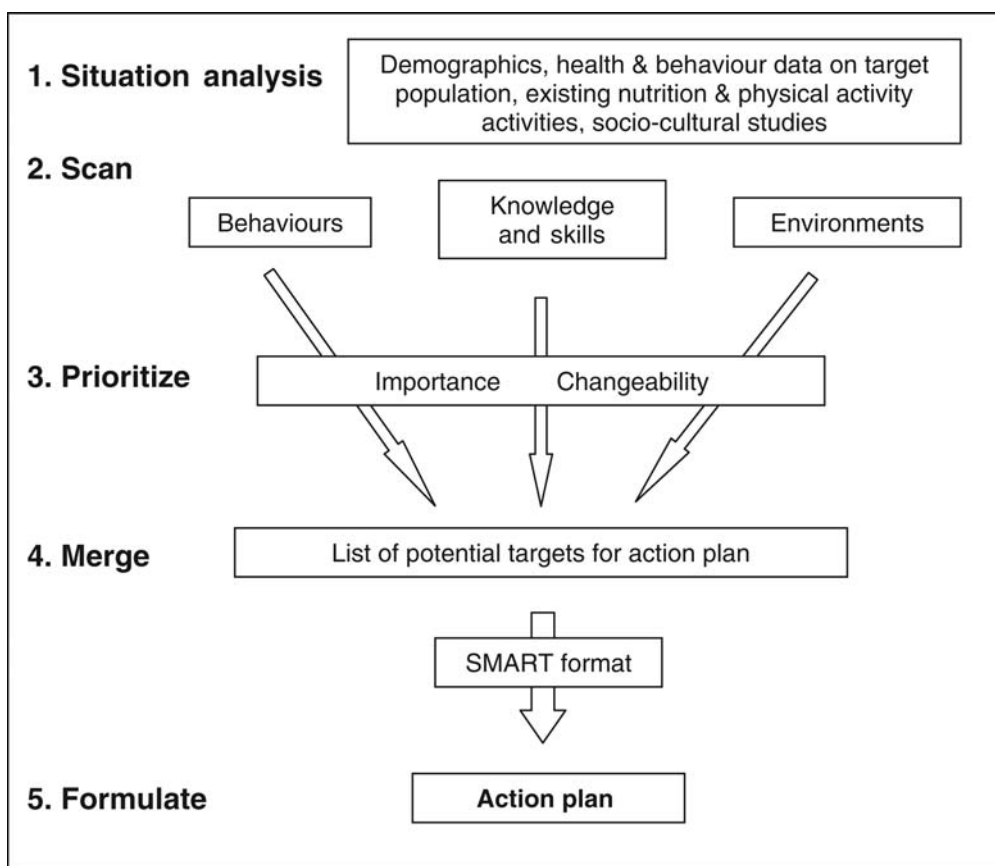 1. Situation analysis
Demographics, health & behaviour data on target
population, existing nutrition & physical activity
activities, socio-cultural studies
2. Scan
Behaviours
Knowledge
and skills
Environments
3. Prioritize
Importance Changeability
4. Merge
List of potential targets for action plan
SMART format
5. Formulate
Action plan